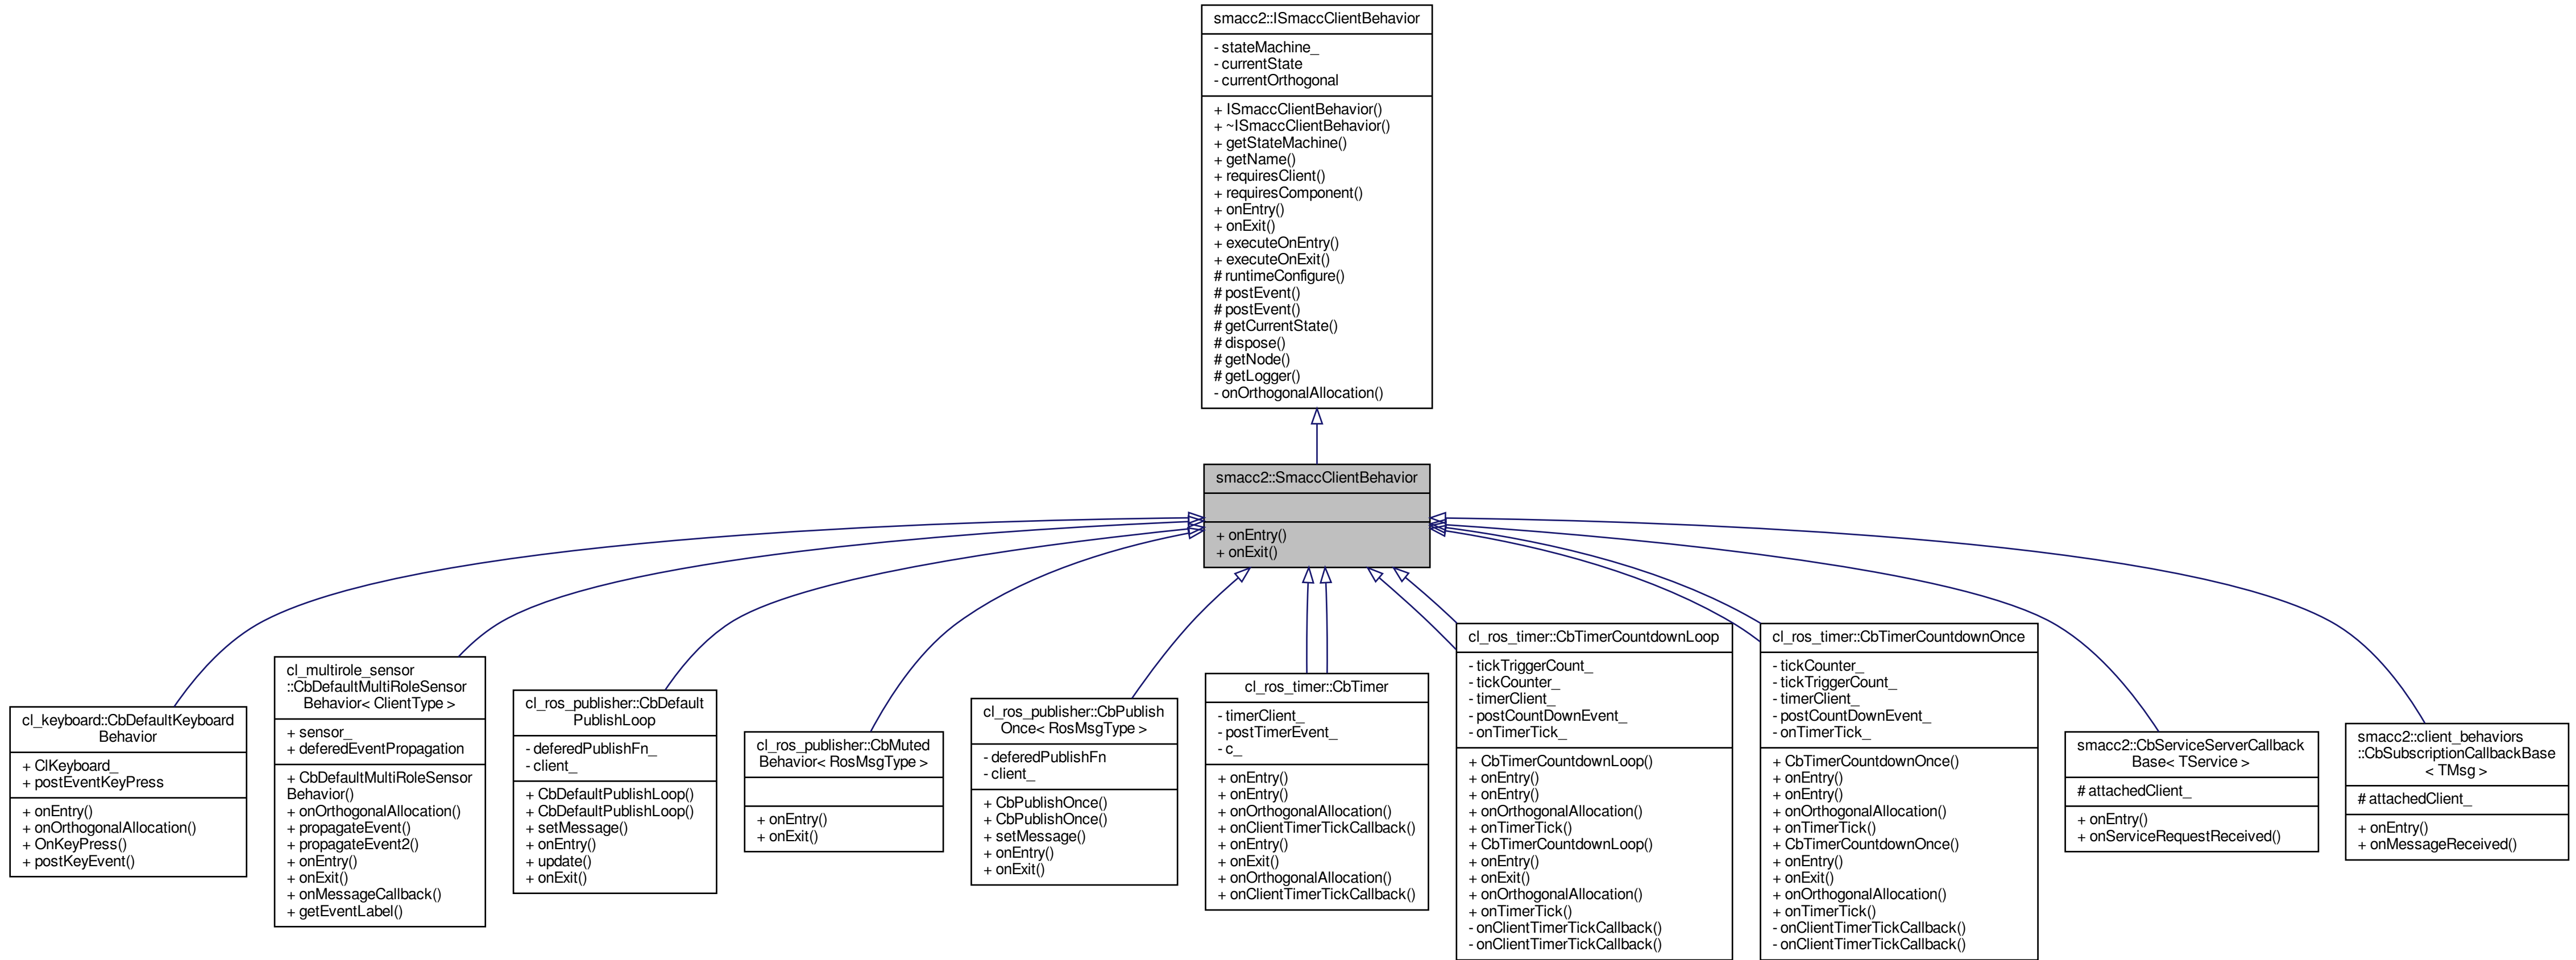 smacc2::ISmaccClientBehavior
- stateMachine_
- currentState
- currentOrthogonal
+ ISmaccClientBehavior()
+ ~ISmaccClientBehavior()
+ getStateMachine()
+ getName()
+ requiresClient()
+ requiresComponent()
+ onEntry()
+ onExit()
+ executeOnEntry()
+ executeOnExit()
# runtimeConfigure()
# postEvent()
# postEvent()
# getCurrentState()
# dispose()
# getNode()
# getLogger()
- onOrthogonalAllocation()
smacc2::SmaccClientBehavior
+ onEntry()
+ onExit()
cl_keyboard::CbDefaultKeyboard
Behavior
+ ClKeyboard_
+ postEventKeyPress
+ onEntry()
+ onOrthogonalAllocation()
+ OnKeyPress()
+ postKeyEvent()
cl_multirole_sensor
::CbDefaultMultiRoleSensor
Behavior< ClientType >
+ sensor_
+ deferedEventPropagation
+ CbDefaultMultiRoleSensor
Behavior()
+ onOrthogonalAllocation()
+ propagateEvent()
+ propagateEvent2()
+ onEntry()
+ onExit()
+ onMessageCallback()
+ getEventLabel()
cl_ros_publisher::CbDefault
PublishLoop
- deferedPublishFn_
- client_
+ CbDefaultPublishLoop()
+ CbDefaultPublishLoop()
+ setMessage()
+ onEntry()
+ update()
+ onExit()
cl_ros_publisher::CbMuted
Behavior< RosMsgType >
+ onEntry()
+ onExit()
cl_ros_publisher::CbPublish
Once< RosMsgType >
- deferedPublishFn
- client_
+ CbPublishOnce()
+ CbPublishOnce()
+ setMessage()
+ onEntry()
+ onExit()
cl_ros_timer::CbTimer
- timerClient_
- postTimerEvent_
- c_
+ onEntry()
+ onEntry()
+ onOrthogonalAllocation()
+ onClientTimerTickCallback()
+ onEntry()
+ onExit()
+ onOrthogonalAllocation()
+ onClientTimerTickCallback()
cl_ros_timer::CbTimerCountdownLoop
- tickTriggerCount_
- tickCounter_
- timerClient_
- postCountDownEvent_
- onTimerTick_
+ CbTimerCountdownLoop()
+ onEntry()
+ onEntry()
+ onOrthogonalAllocation()
+ onTimerTick()
+ CbTimerCountdownLoop()
+ onEntry()
+ onExit()
+ onOrthogonalAllocation()
+ onTimerTick()
- onClientTimerTickCallback()
- onClientTimerTickCallback()
cl_ros_timer::CbTimerCountdownOnce
- tickCounter_
- tickTriggerCount_
- timerClient_
- postCountDownEvent_
- onTimerTick_
+ CbTimerCountdownOnce()
+ onEntry()
+ onEntry()
+ onOrthogonalAllocation()
+ onTimerTick()
+ CbTimerCountdownOnce()
+ onEntry()
+ onExit()
+ onOrthogonalAllocation()
+ onTimerTick()
- onClientTimerTickCallback()
- onClientTimerTickCallback()
smacc2::CbServiceServerCallback
Base< TService >
# attachedClient_
+ onEntry()
+ onServiceRequestReceived()
smacc2::client_behaviors
::CbSubscriptionCallbackBase
< TMsg >
# attachedClient_
+ onEntry()
+ onMessageReceived()